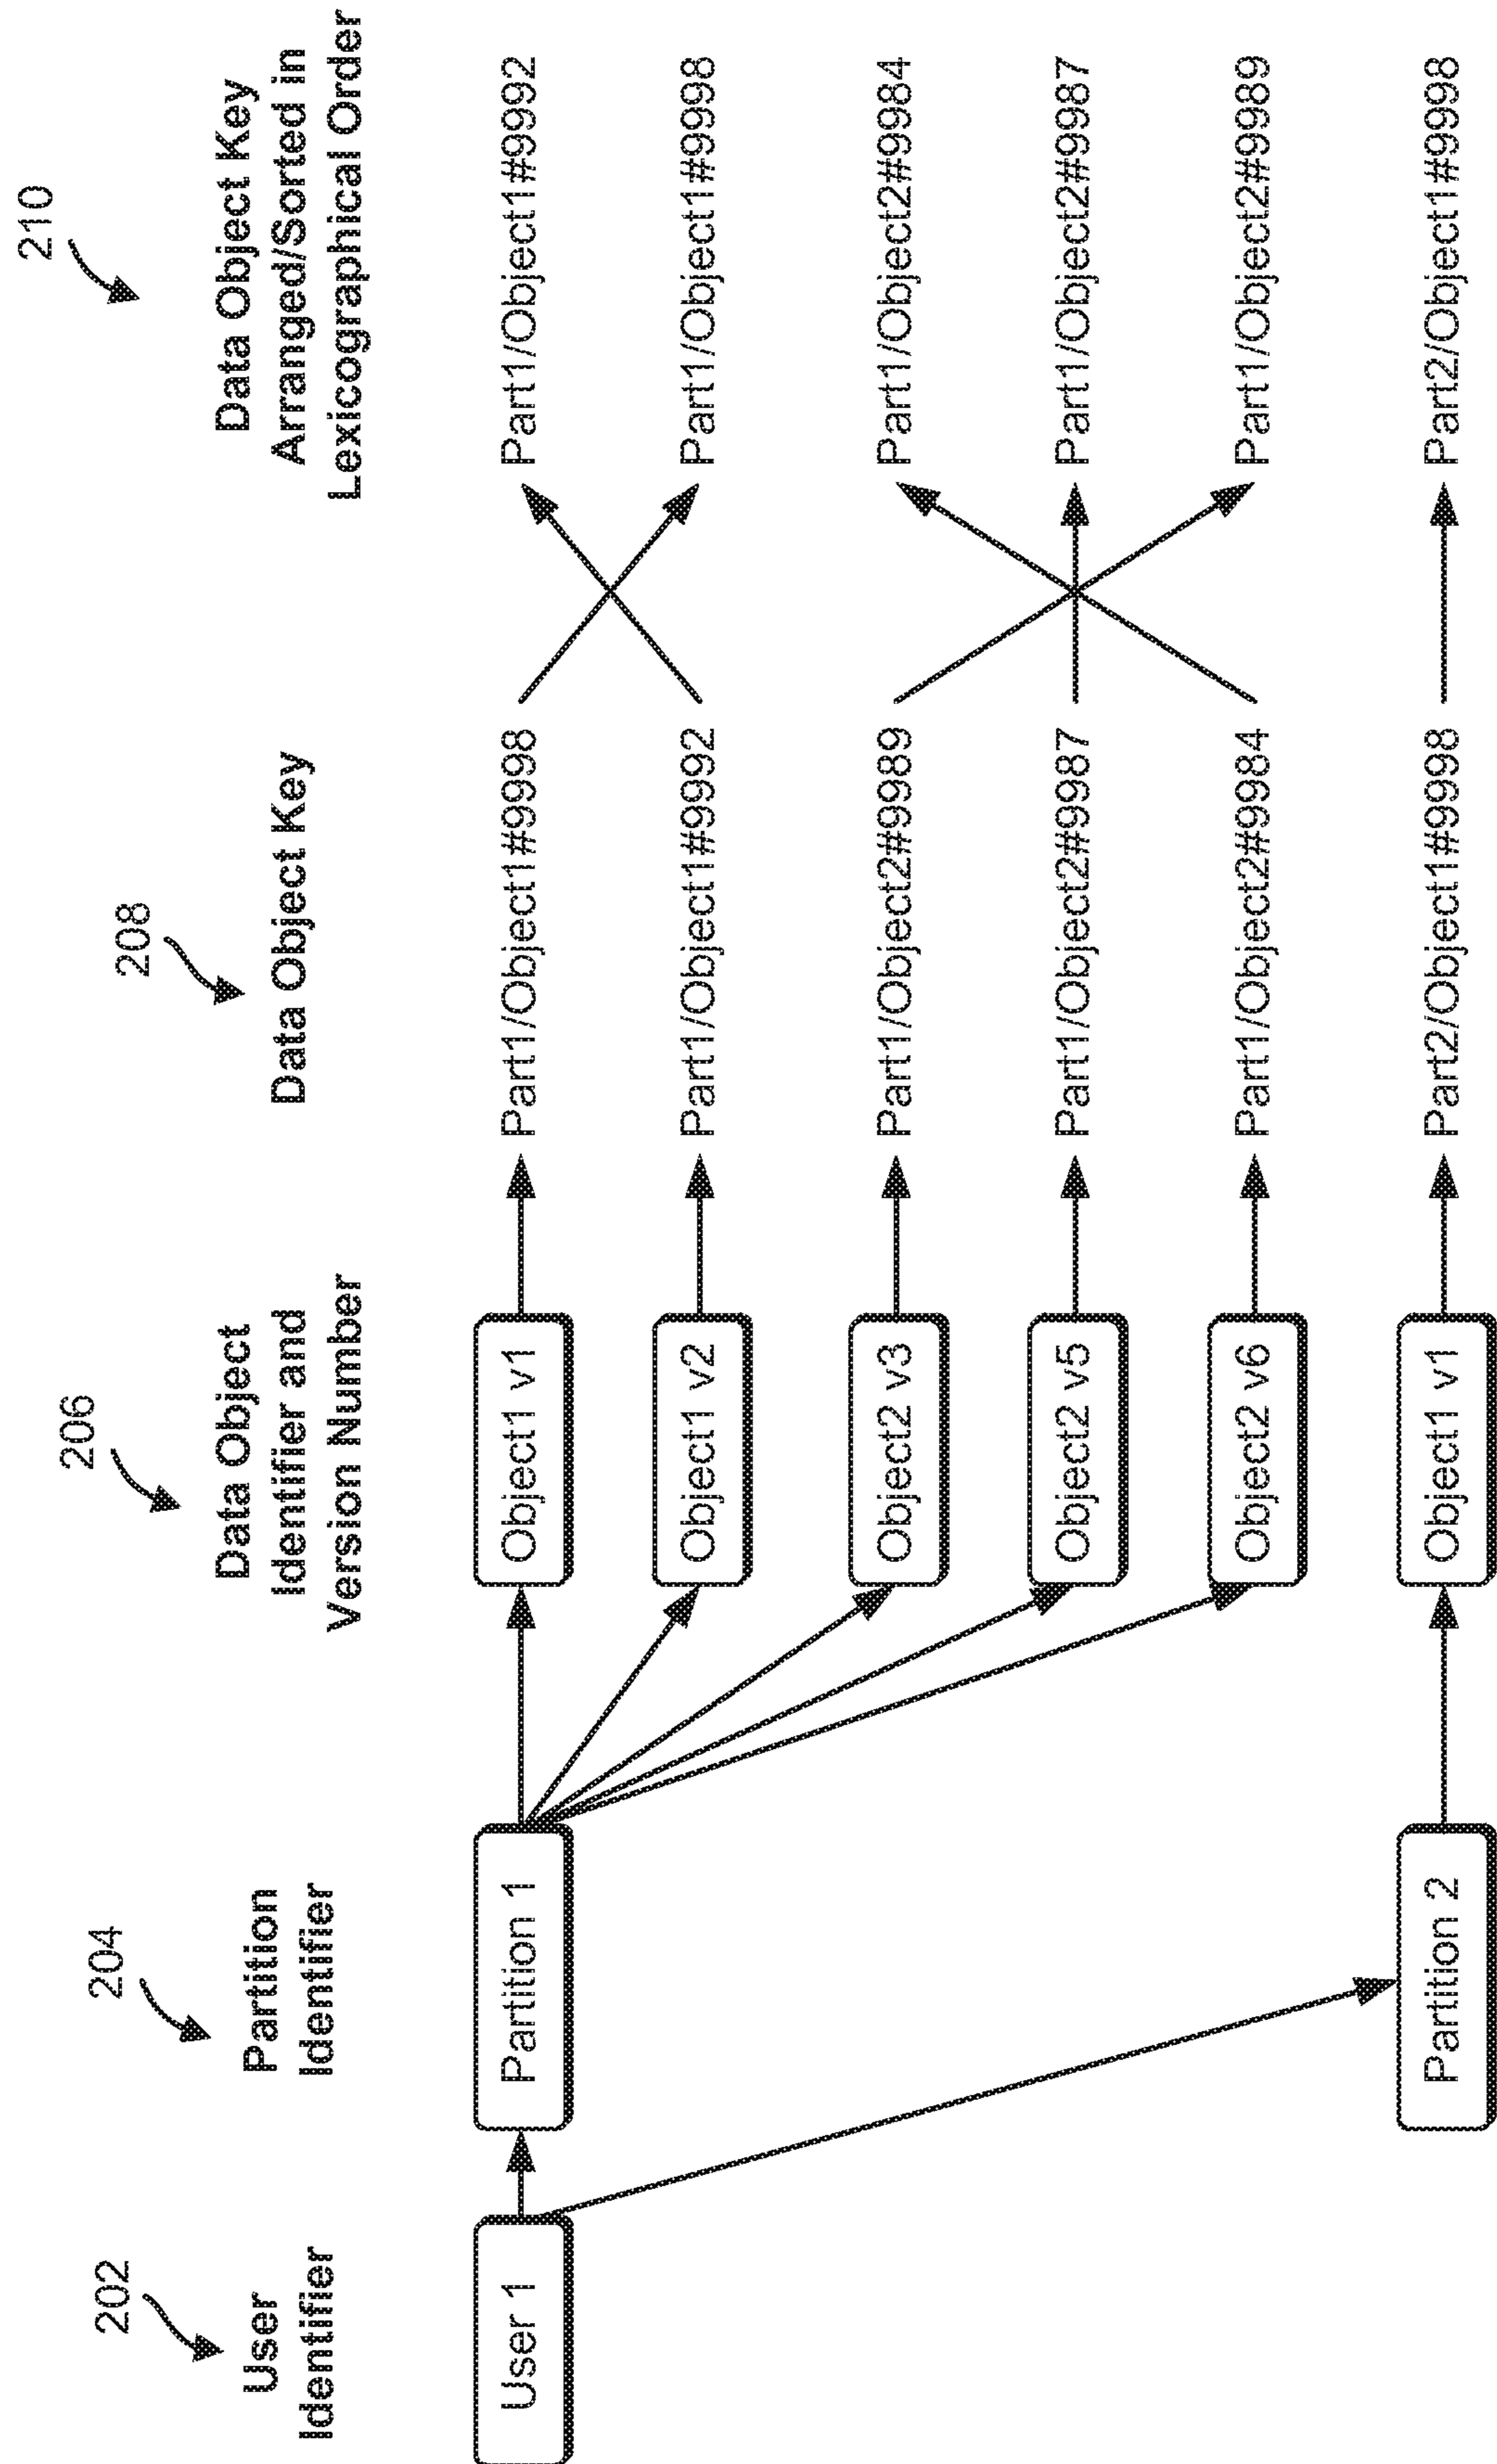 202
User
Identifier
204
Partition
Identifier
206
Data Object
Identifier and
Version Number
208
Data Object Key
210
Data Object Key
Arranged/Sorted in
Lexicographical Order
User 1
Partition 1
Object1 v1
Part1/Object1#9998
Part1/Object1#9992
Object1 v2
Part1/Object1#9992
Part1/Object1#9998
Object2 v3
Part1/Object2#9989
Part1/Object2#9984
Object2 v5
Part1/Object2#9987
Part1/Object2#9987
Object2 v6
Part1/Object2#9984
Part1/Object2#9989
Partition 2
Object1 v1
Part2/Object1#9998
Part2/Object1#9998